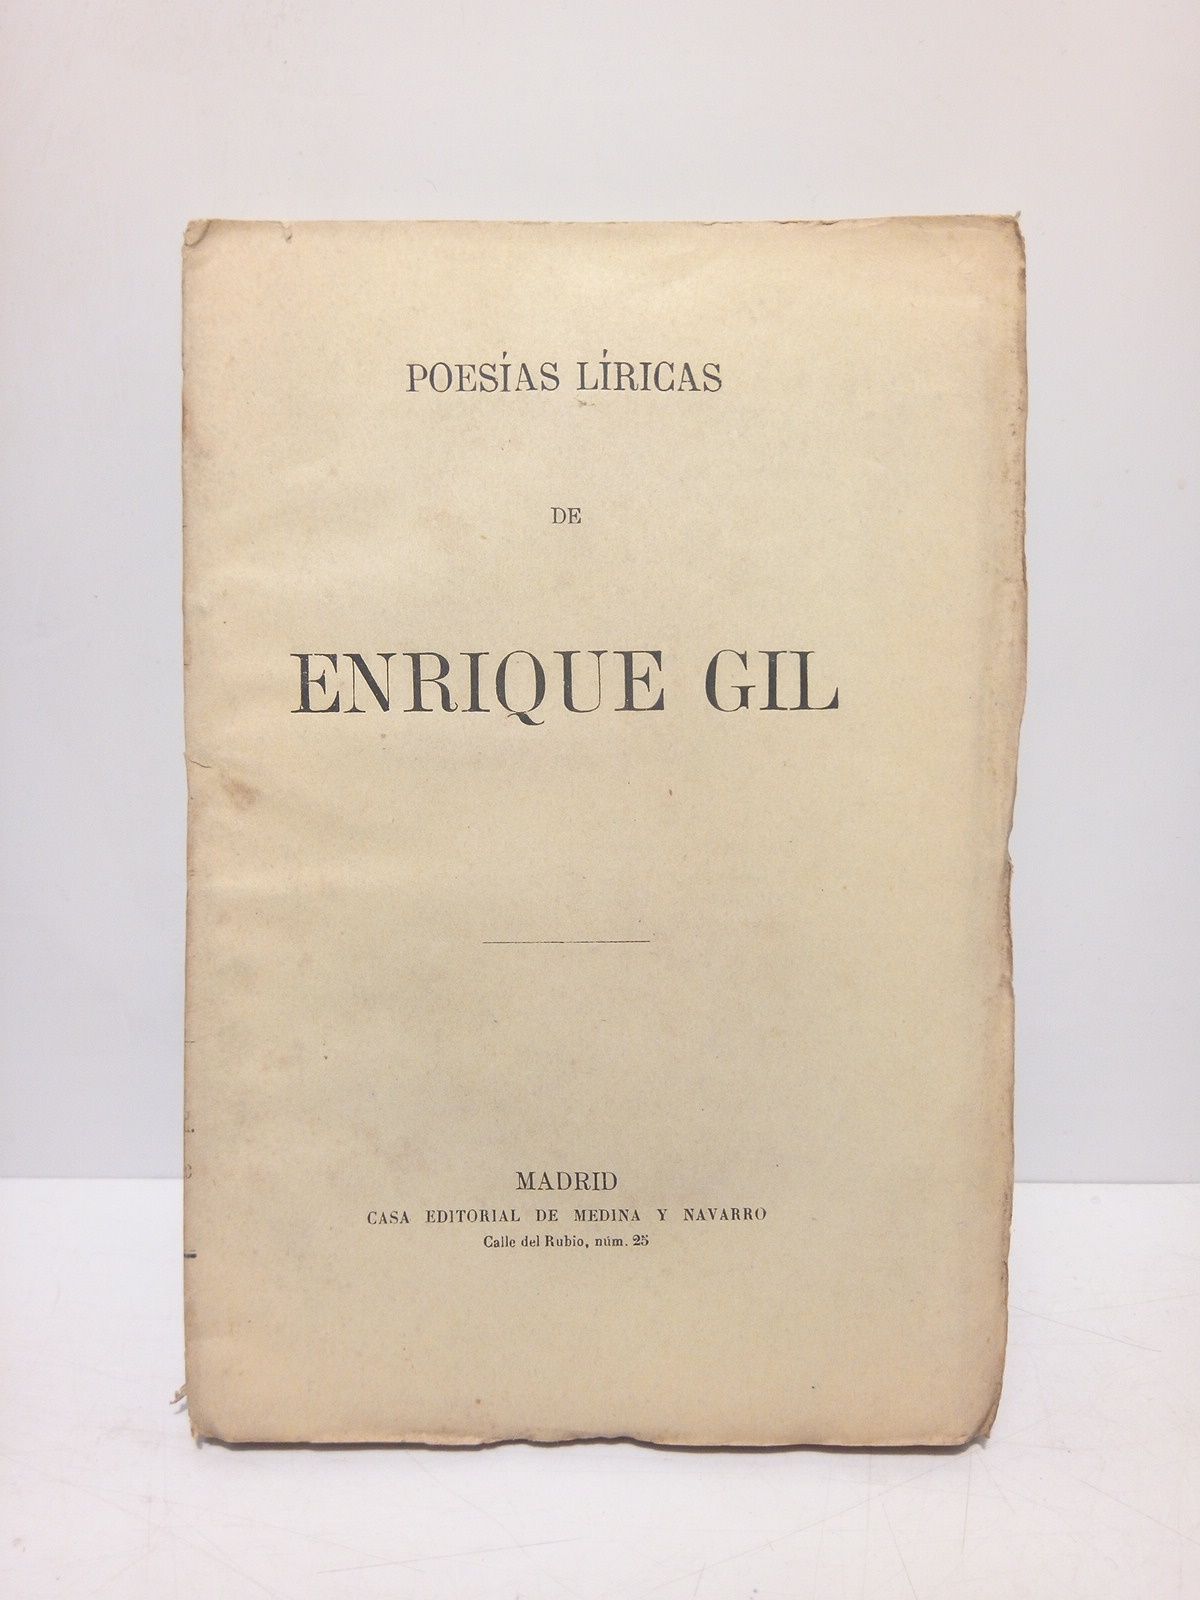 POESÍAS LÍRICAS
DE
ENRIQUE GIL
MADRID
CASA EDITORIAL DE MEDINA Y NAVARRO
Calle del Rubio, núm. 25